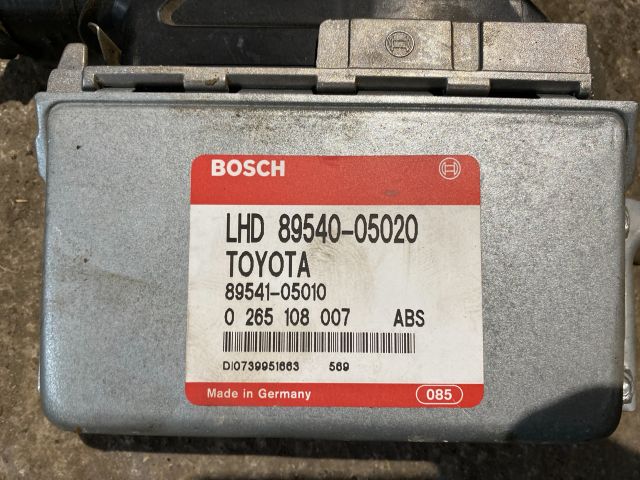 BOSCH
LHD 89540-05020
TOYOTA
89541-05010
0 265 108 007 ABS
DI0739951663 569
Made in Germany 085